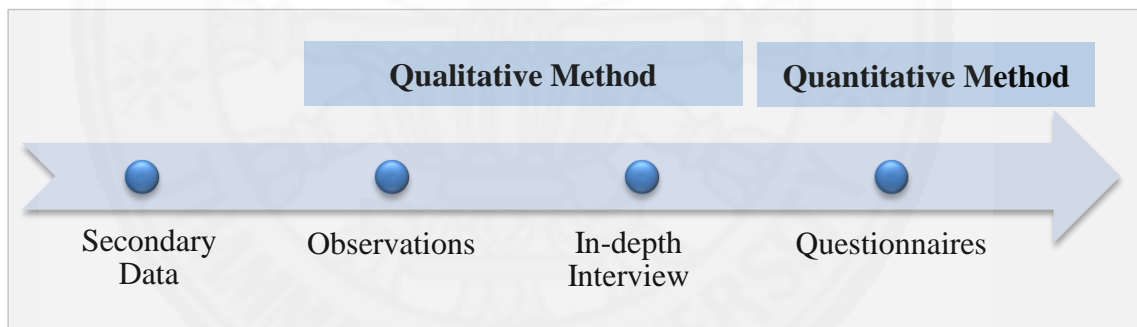 Qualitative Method
Quantitative Method
Secondary
Data
Observations
In-depth
Interview
Questionnaires